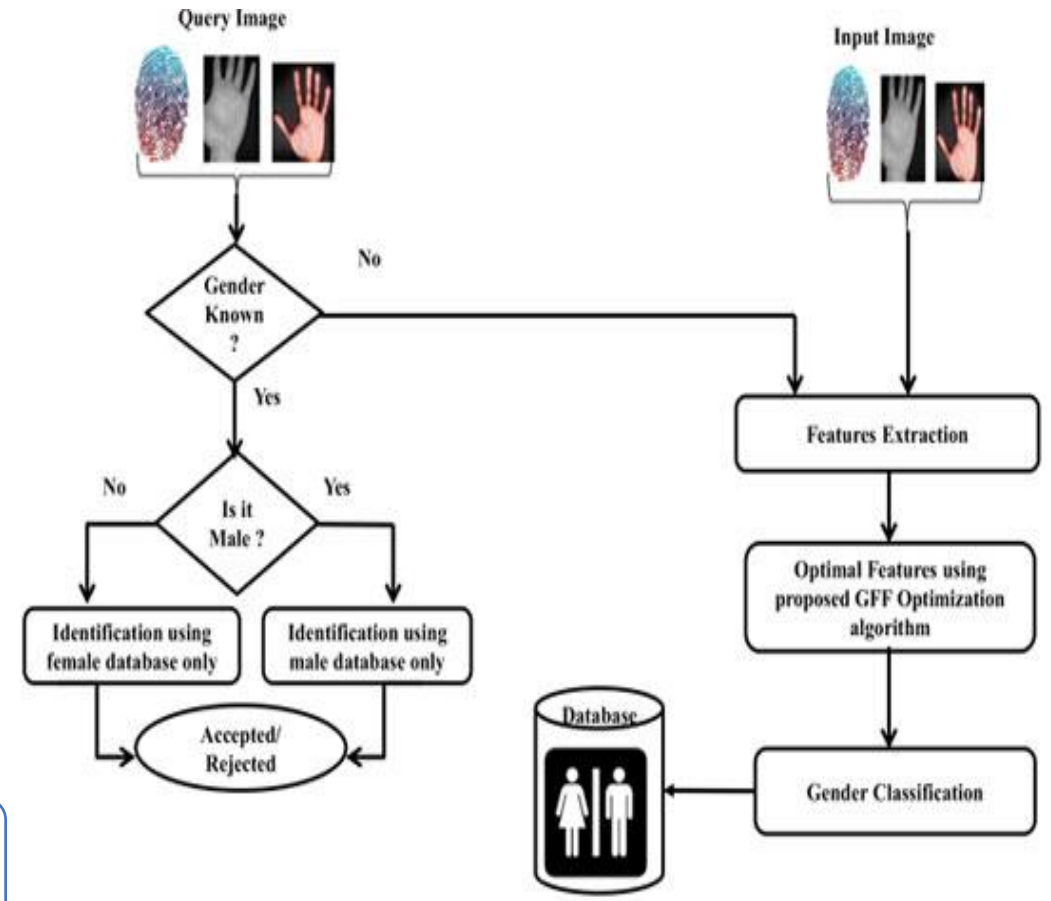 Query Image
Input Image
No
Gender
Known
?
Yes
Features Extraction
No
Yes
Is it
Male ?
Optimal Features using
proposed GFF Optimization
algorithm
Identification using
female database only
Identification using
male database only
Database
Accepted/
Rejected
Gender Classification